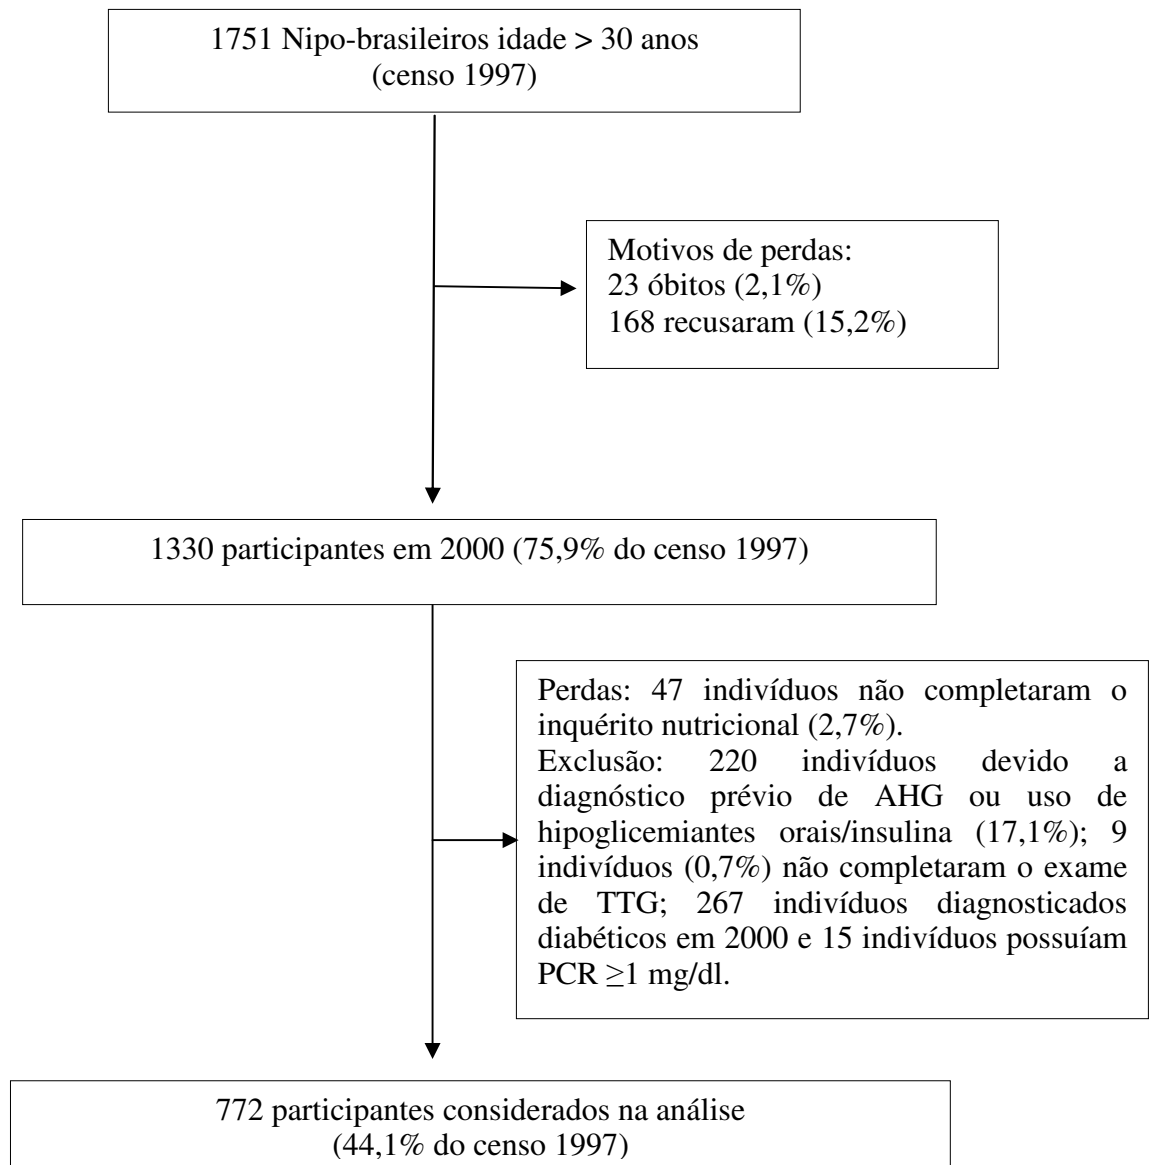 1751 Nipo-brasileiros idade > 30 anos
(censo 1997)
Motivos de perdas:
23 óbitos (2,1%)
168 recusaram (15,2%)
1330 participantes em 2000 (75,9% do censo 1997)
Perdas: 47 indivíduos não completaram o
inquérito nutricional (2,7%).
Exclusão: 220 indivíduos devido a
diagnóstico prévio de AHG ou uso de
hipoglicemiantes orais/insulina (17,1%); 9
indivíduos (0,7%) não completaram o exame
de TTG; 267 indivíduos diagnosticados
diabéticos em 2000 e 15 indivíduos possuíam
PCR ≥1 mg/dl.
772 participantes considerados na análise
(44,1% do censo 1997)